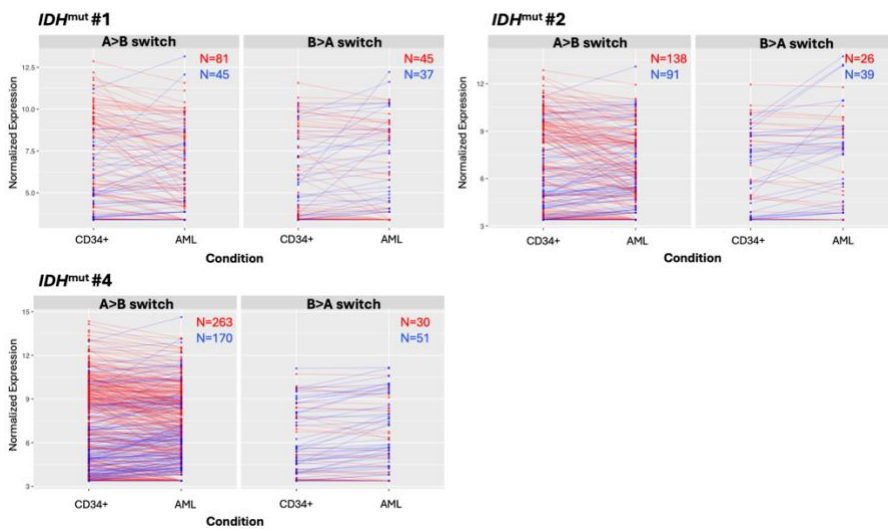 IDHmut #1
A>B switch
B>A switch
N=81
N=45
N=45
N=37
Normalized Expression
12.5
10.0
7.5
5.0
CD34+
AML
CD34+
AML
Condition
IDHmut #2
A>B switch
B>A switch
N=138
N=91
N=26
N=39
Normalized Expression
12
9
6
3
CD34+
AML
CD34+
AML
Condition
IDHmut #4
A>B switch
B>A switch
N=263
N=170
N=30
N=51
Normalized Expression
15
12
9
6
3
CD34+
AML
CD34+
AML
Condition